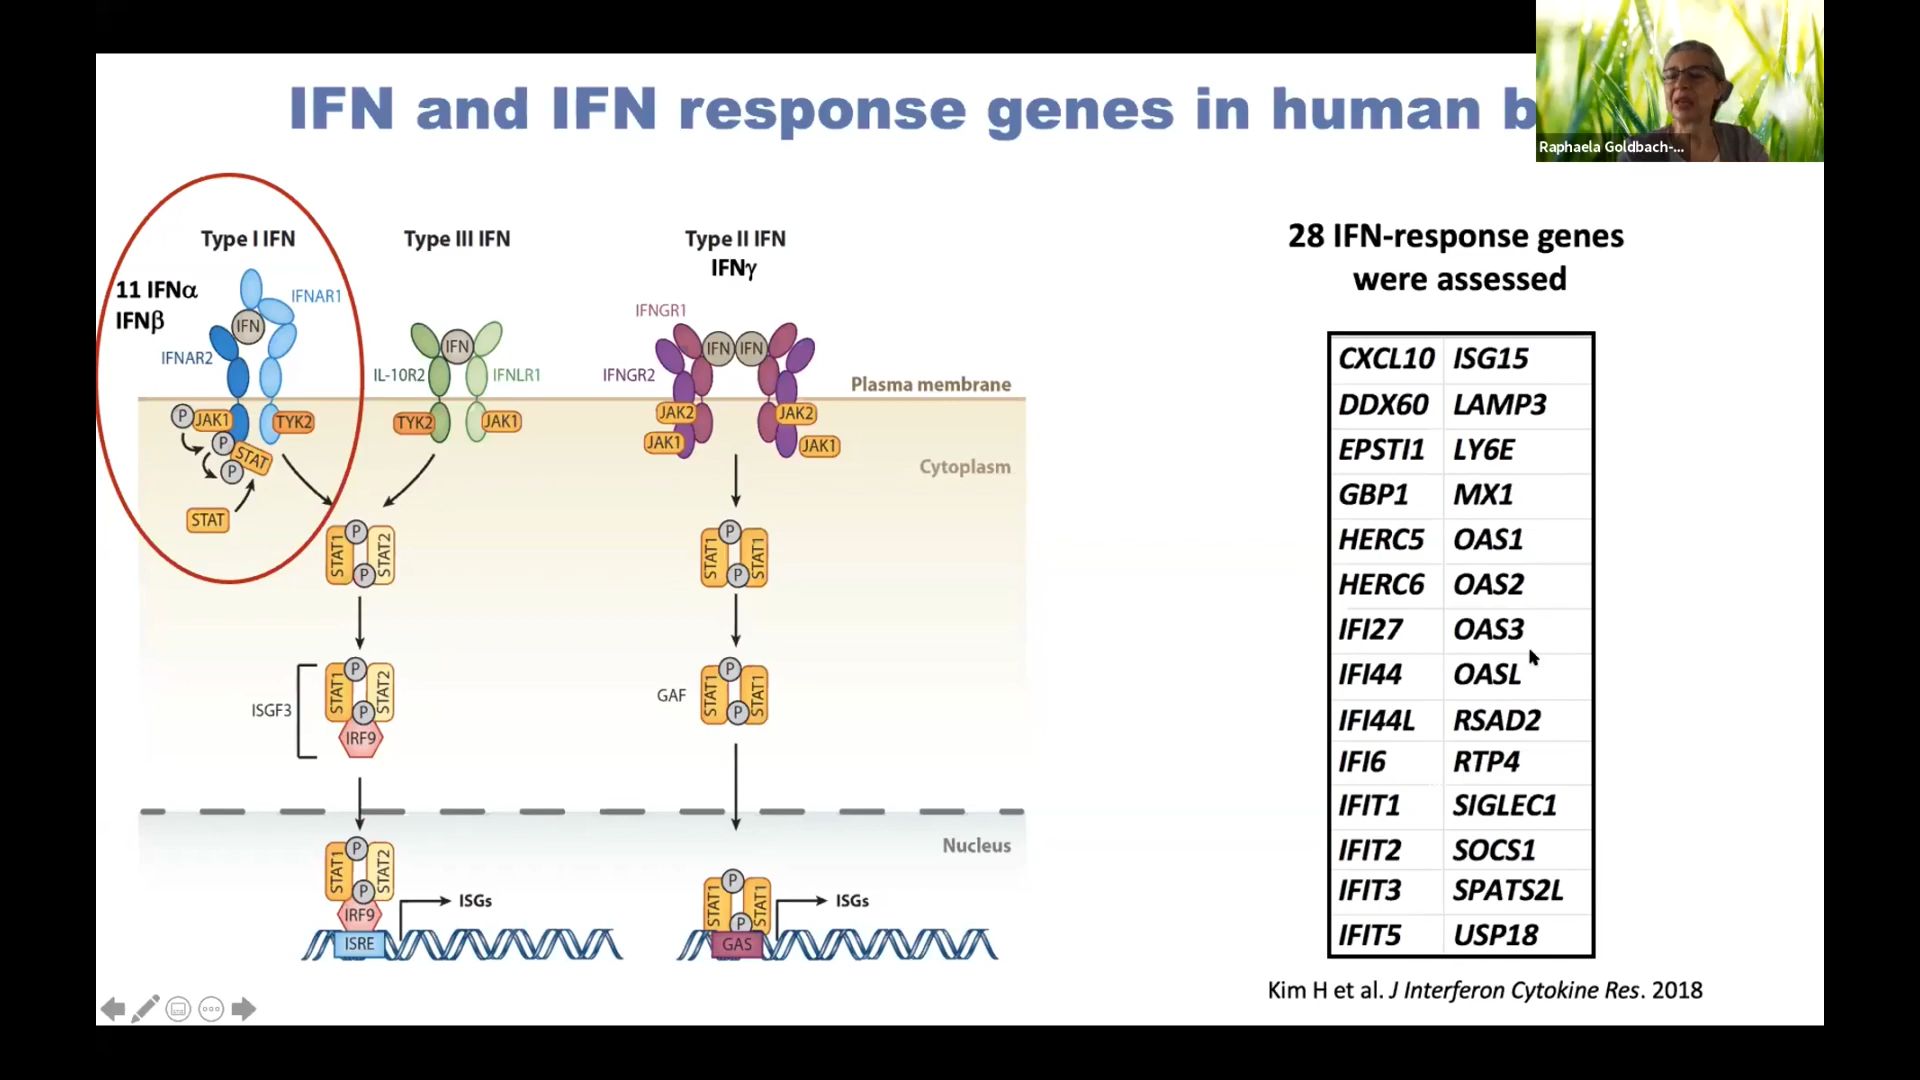 IFN and IFN response genes in human b
Raphaela Goldbach-...
Type I IFN
Type III IFN
Type II IFN
IFNγ
11 IFNα
IFNβ
IFNAR1
IFN
IFNAR2
IL-10R2
IFN
IFNLR1
IFNGR1
IFN
IFN
IFNGR2
Plasma membrane
P
JAK1
TYK2
P
STAT
P
STAT
TYK2
JAK1
JAK2
JAK1
JAK2
JAK1
Cytoplasm
P
STAT1
STAT2
P
P
STAT1
STAT1
P
ISGF3
P
STAT1
STAT2
P
IRF9
GAF
P
STAT1
STAT1
P
Nucleus
P
STAT1
STAT2
P
IRF9
ISRE
ISGs
P
STAT1
STAT1
P
GAS
ISGs
28 IFN-response genes
were assessed
CXCL10 ISG15
DDX60 LAMP3
EPSTI1 LY6E
GBP1 MX1
HERC5 OAS1
HERC6 OAS2
IFI27 OAS3
IFI44 OASL
IFI44L RSAD2
IFI6 RTP4
IFIT1 SIGLEC1
IFIT2 SOCS1
IFIT3 SPATS2L
IFIT5 USP18
Kim H et al. J Interferon Cytokine Res. 2018